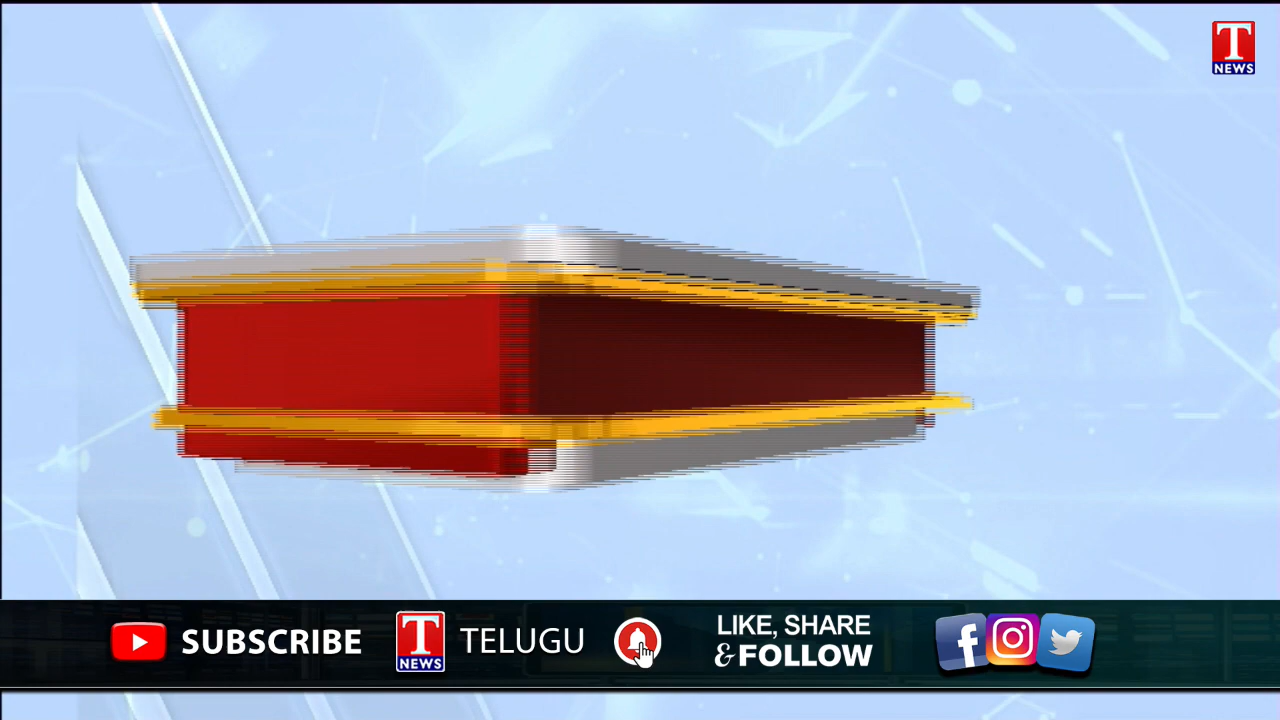 T
NEWS
SUBSCRIBE
T
NEWS
TELUGU
LIKE, SHARE
& FOLLOW